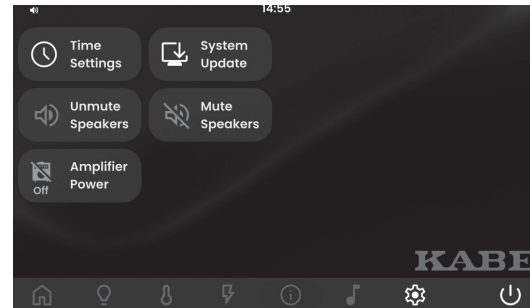 14:55
Time
Settings
System
Update
Unmute
Speakers
Mute
Speakers
Off
Amplifier
Power
KABE